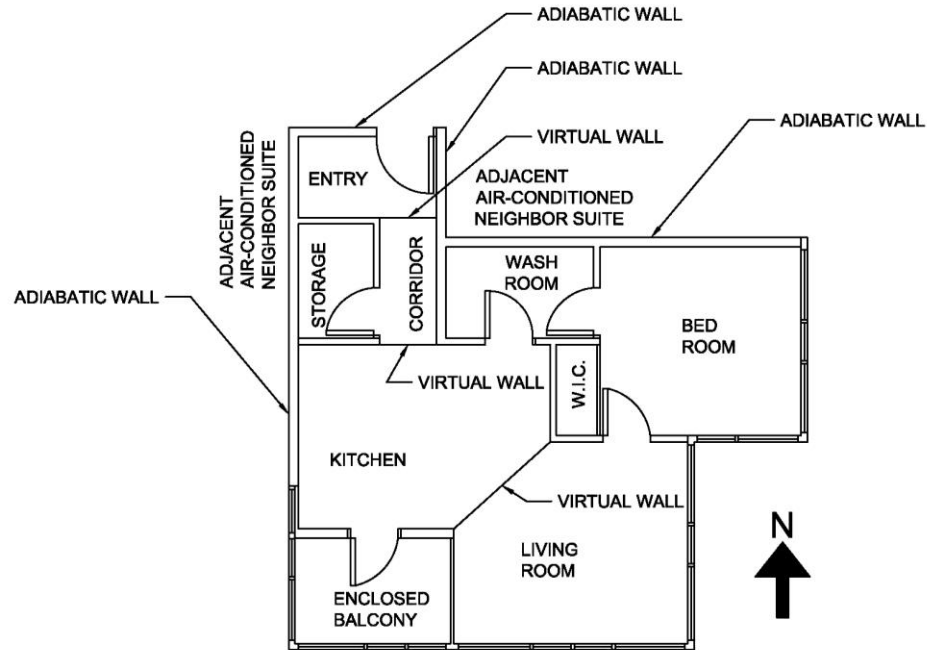 ADIABATIC WALL
ADIABATIC WALL
ADIABATIC WALL
VIRTUAL WALL
ENTRY
ADJACENT
AIR-CONDITIONED
NEIGHBOR SUITE
ADJACENT
AIR-CONDITIONED
NEIGHBOR SUITE
ADIABATIC WALL
STORAGE
CORRIDOR
WASH
ROOM
BED
ROOM
VIRTUAL WALL
W.I.C.
KITCHEN
VIRTUAL WALL
LIVING
ROOM
N
ENCLOSED
BALCONY